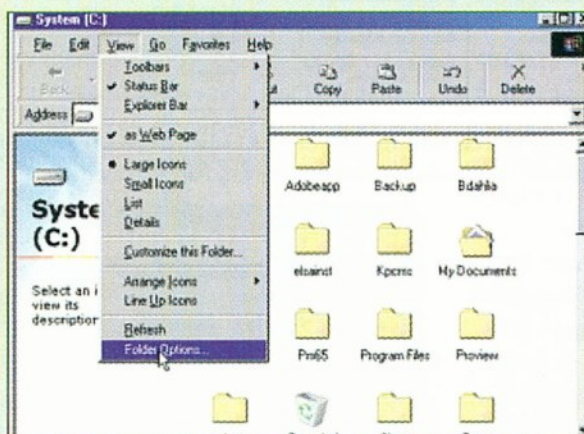 System (C:)
File Edit View Go Favorites Help
Back Copy Paste Undo Delete
Address
Toolbars
Status Bar
Explorer Bar
as Web Page
Large Icons
Small Icons
List
Details
Customize this Folder...
Arrange Icons
Line Up Icons
Refresh
Folder Options...
Syste
(C:)
Select an i
view its
description
Adobeapp Backup Bdahlia
elsainst Kpcms My Documents
Pm65 Program Files Proview